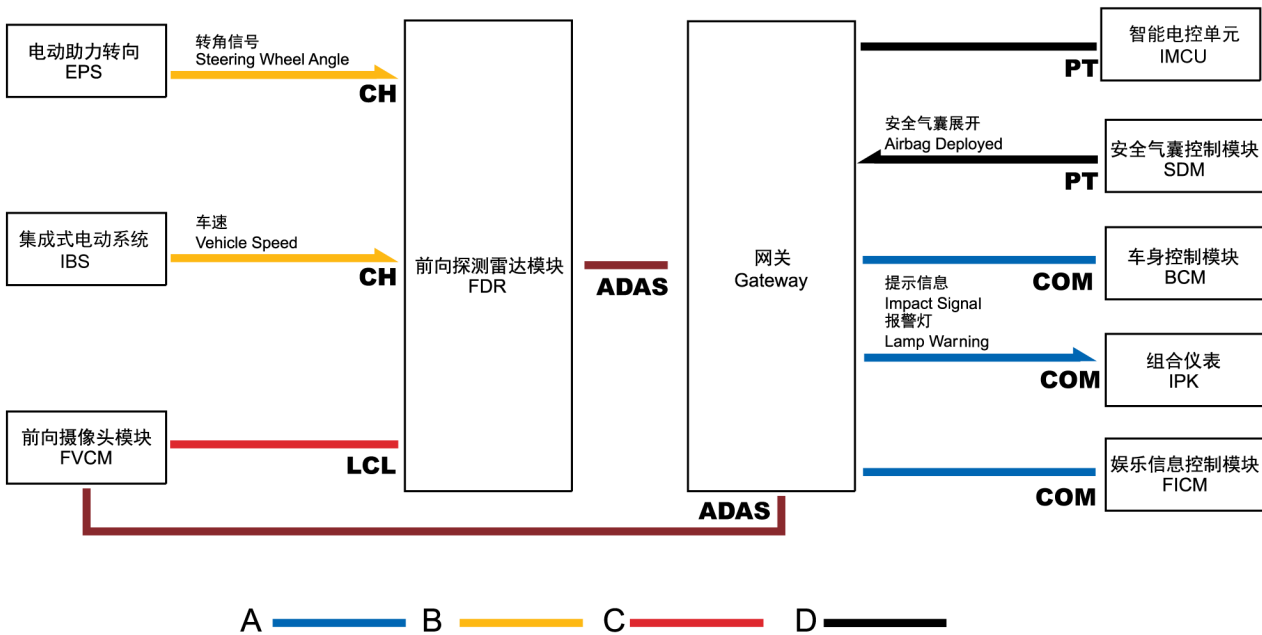 电动助力转向
EPS
转角信号
Steering Wheel Angle
CH
集成式电动系统
IBS
车速
Vehicle Speed
CH
前向摄像头模块
FVCM
LCL
前向探测雷达模块
FDR
ADAS
网关
Gateway
ADAS
智能电控单元
IMCU
PT
安全气囊展开
Airbag Deployed
PT
安全气囊控制模块
SDM
车身控制模块
BCM
COM
提示信息
Impact Signal
报警灯
Lamp Warning
COM
组合仪表
IPK
娱乐信息控制模块
FICM
COM
A
B
C
D